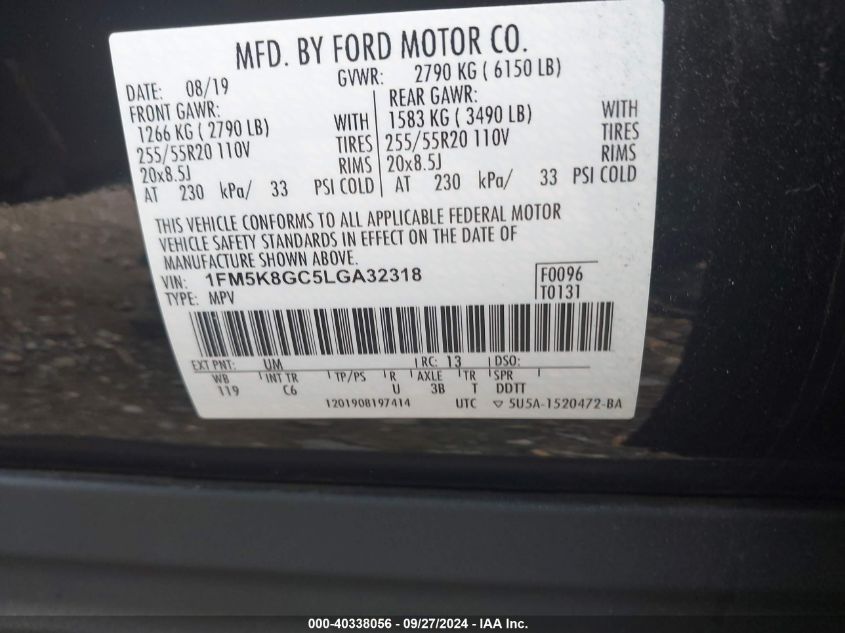 MFD. BY FORD MOTOR CO.
DATE: 08/19 GVWR: 2790 KG ( 6150 LB)
FRONT GAWR: REAR GAWR:
1266 KG ( 2790 LB) WITH 1583 KG ( 3490 LB) WITH
255/55R20 110V TIRES 255/55R20 110V TIRES
20x8.5J RIMS 20x8.5J RIMS
AT 230 kPa/ 33 PSI COLD AT 230 kPa/ 33 PSI COLD
THIS VEHICLE CONFORMS TO ALL APPLICABLE FEDERAL MOTOR
VEHICLE SAFETY STANDARDS IN EFFECT ON THE DATE OF
MANUFACTURE SHOWN ABOVE.
VIN: 1FM5K8GC5LGA32318 F0096
TYPE: MPV T0131
EXT PNT: UM RC: 13 DSO:
WB INT TR TP/PS R AXLE TR SPR
119 C6 U 3B T DDTT
1201908197414 UTC ▽ 5U5A-1520472-BA
000-40338056 / 09/27/2024 - IAA Inc.